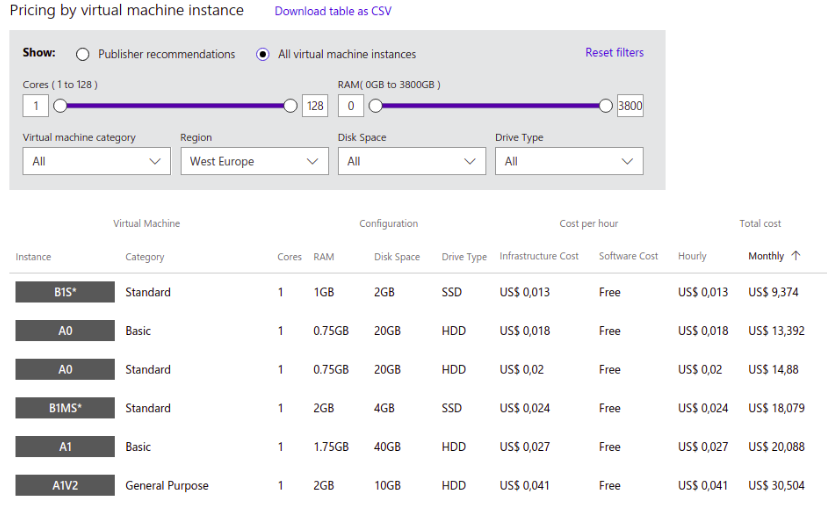 Pricing by virtual machine instance Download table as CSV
Show: Publisher recommendations All virtual machine instances Reset filters
Cores ( 1 to 128 ) RAM( 0GB to 3800GB )
1 128 0 3800
Virtual machine category Region Disk Space Drive Type
All West Europe All All
Virtual Machine Configuration Cost per hour Total cost
Instance Category Cores RAM Disk Space Drive Type Infrastructure Cost Software Cost Hourly Monthly ↑
B1S* Standard 1 1GB 2GB SSD US$ 0,013 Free US$ 0,013 US$ 9,374
A0 Basic 1 0.75GB 20GB HDD US$ 0,018 Free US$ 0,018 US$ 13,392
A0 Standard 1 0.75GB 20GB HDD US$ 0,02 Free US$ 0,02 US$ 14,88
B1MS* Standard 1 2GB 4GB SSD US$ 0,024 Free US$ 0,024 US$ 18,079
A1 Basic 1 1.75GB 40GB HDD US$ 0,027 Free US$ 0,027 US$ 20,088
A1V2 General Purpose 1 2GB 10GB HDD US$ 0,041 Free US$ 0,041 US$ 30,504